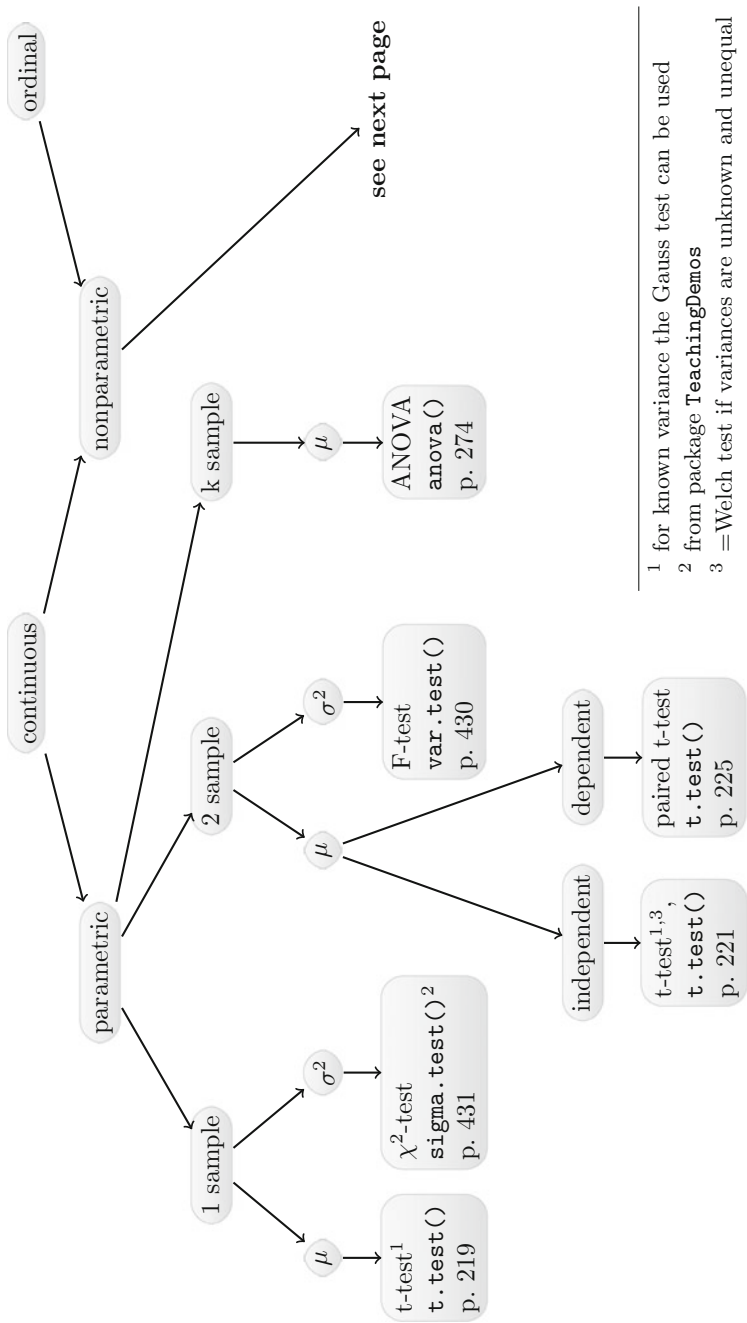 continuous
ordinal
parametric
nonparametric
1 sample
2 sample
k sample
see next page
μ
σ²
μ
σ²
μ
t-test¹
t.test()
p. 219
χ²-test
sigma.test()²
p. 431
F-test
var.test()
p. 430
ANOVA
anova()
p. 274
independent
dependent
t-test¹,³,
t.test()
p. 221
paired t-test
t.test()
p. 225
¹ for known variance the Gauss test can be used
² from package TeachingDemos
³ =Welch test if variances are unknown and unequal